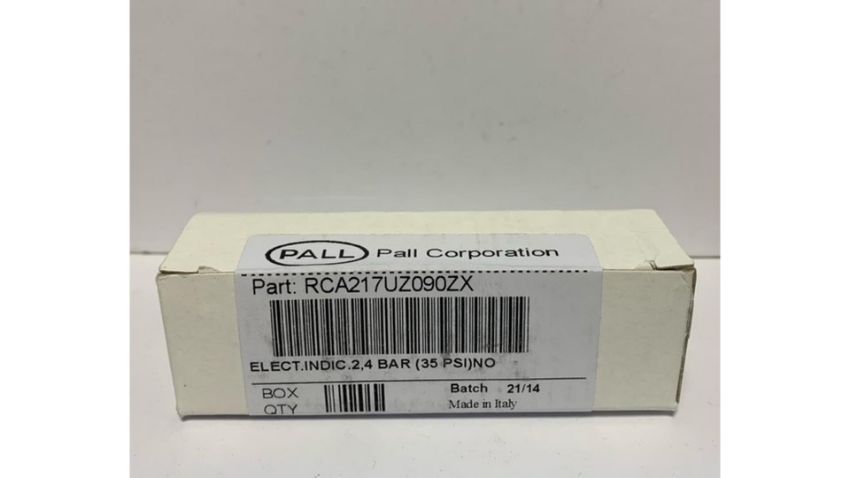 PALL Pall Corporation
Part: RCA217UZ090ZX
ELECT.INDIC.2,4 BAR (35 PSI)NO
BOX Batch 21/14
QTY Made in Italy